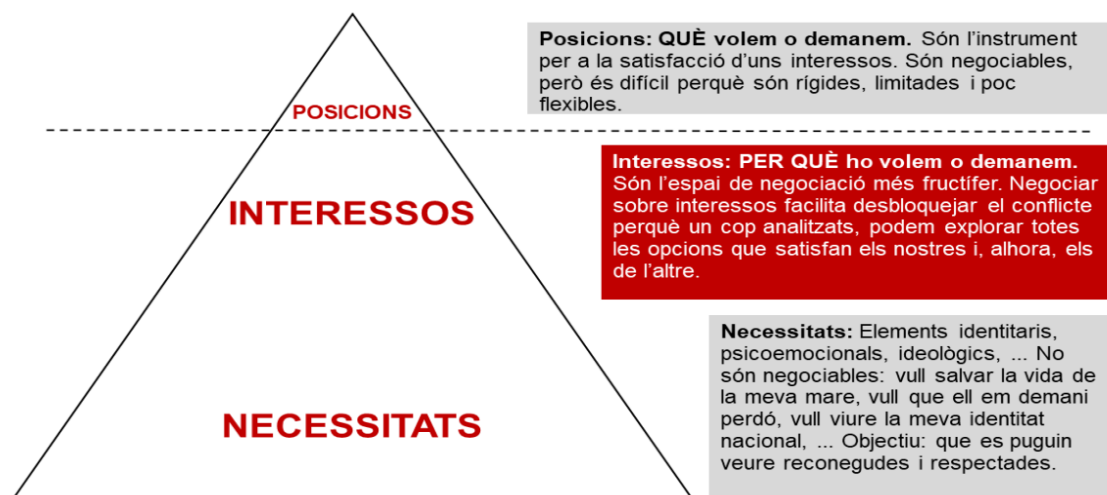 Posicions: QUÈ volem o demanem. Són l'instrument
per a la satisfacció d'uns interessos. Són negociables,
però és difícil perquè són rígides, limitades i poc
flexibles.
POSICIONS
Interessos: PER QUÈ ho volem o demanem.
Són l'espai de negociació més fructífer. Negociar
sobre interessos facilita desbloquejar el conflicte
perquè un cop analitzats, podem explorar totes
les opcions que satisfan els nostres i, alhora, els
de l'altre.
INTERESSOS
Necessitats: Elements identitaris,
psicoemocionals, ideològics, ... No
són negociables: vull salvar la vida de
la meva mare, vull que ell em demani
perdó, vull viure la meva identitat
nacional, ... Objectiu: que es puguin
veure reconegudes i respectades.
NECESSITATS